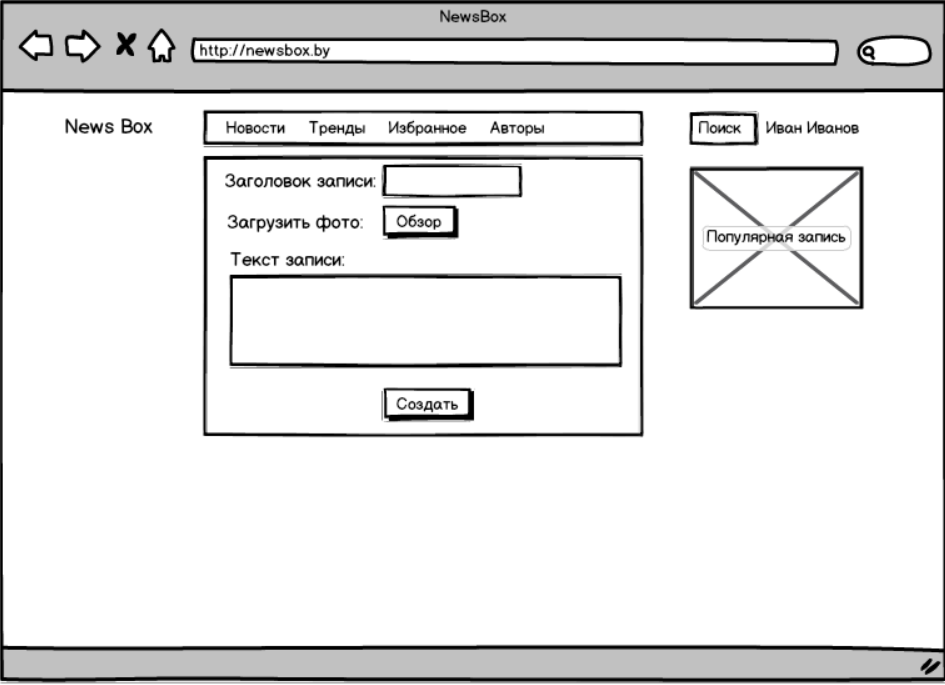 NewsBox
http://newsbox.by
News Box
Новости Тренды Избранное Авторы
Поиск Иван Иванов
Заголовок записи:
Загрузить фото: Обзор
Популярная запись
Текст записи:
Создать